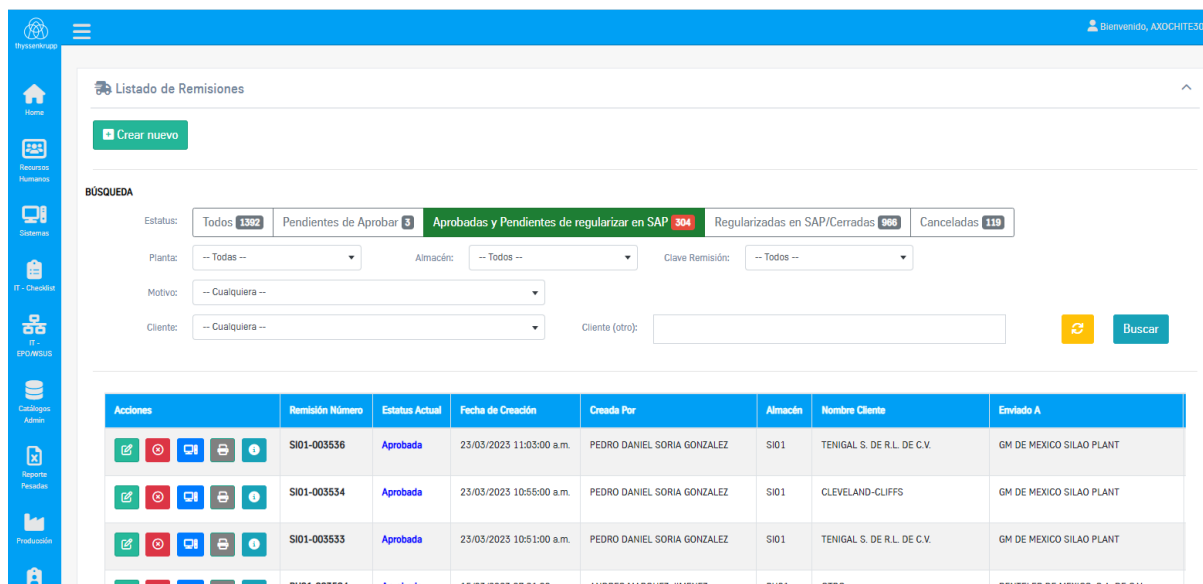 thyssenkrupp
Bienvenido, AXOCHITE30
Home
Recursos
Humanos
Sistemas
IT - Checklist
IT -
EPO/WSUS
Catálogos
Admin
Reporte
Pesadas
Producción
Listado de Remisiones
Crear nuevo
BÚSQUEDA
Estatus: Todos 1392 Pendientes de Aprobar 3 Aprobadas y Pendientes de regularizar en SAP 304 Regularizadas en SAP/Cerradas 966 Canceladas 119
Planta: -- Todas -- Almacén: -- Todos -- Clave Remisión: -- Todos --
Motivo: -- Cualquiera --
Cliente: -- Cualquiera -- Cliente (otro): Buscar
Acciones Remisión Número Estatus Actual Fecha de Creación Creada Por Almacén Nombre Cliente Enviado A
SI01-003536 Aprobada 23/03/2023 11:03:00 a.m. PEDRO DANIEL SORIA GONZALEZ SI01 TENIGAL S. DE R.L. DE C.V. GM DE MEXICO SILAO PLANT
SI01-003534 Aprobada 23/03/2023 10:55:00 a.m. PEDRO DANIEL SORIA GONZALEZ SI01 CLEVELAND-CLIFFS GM DE MEXICO SILAO PLANT
SI01-003533 Aprobada 23/03/2023 10:51:00 a.m. PEDRO DANIEL SORIA GONZALEZ SI01 TENIGAL S. DE R.L. DE C.V. GM DE MEXICO SILAO PLANT